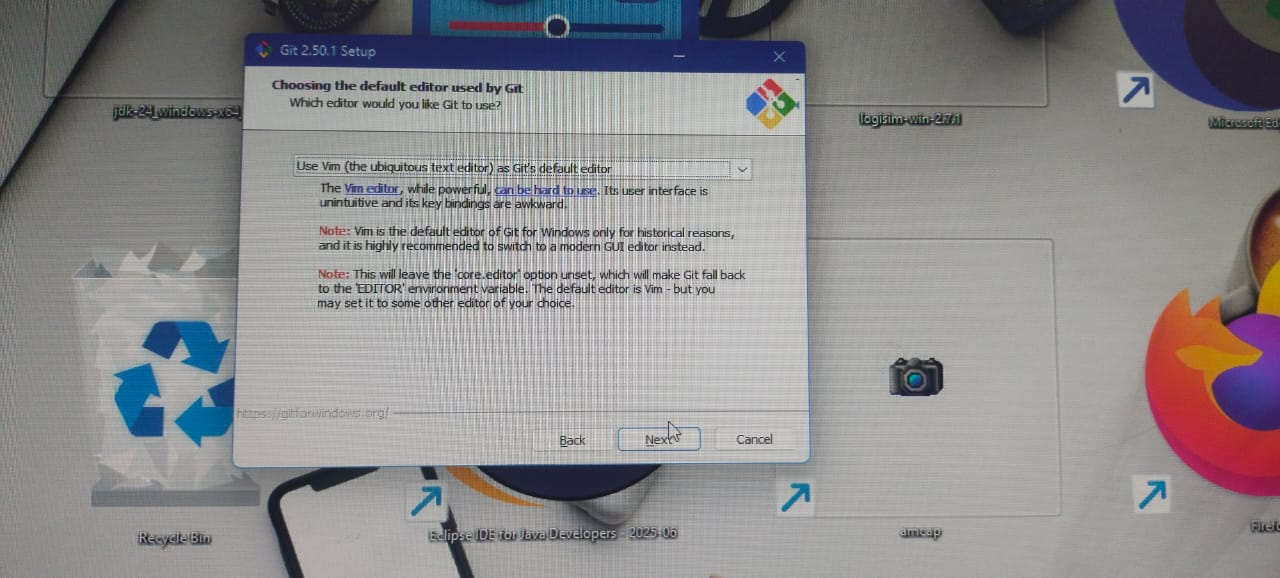 Git 2.50.1 Setup
Choosing the default editor used by Git
Which editor would you like Git to use?
jdk-24_windows-x64
logisim-win-2.7.1
Microsoft Ed
Use Vim (the ubiquitous text editor) as Git's default editor
The Vim editor, while powerful, can be hard to use. Its user interface is
unintuitive and its key bindings are awkward.
Note: Vim is the default editor of Git for Windows only for historical reasons,
and it is highly recommended to switch to a modern GUI editor instead.
Note: This will leave the 'core.editor' option unset, which will make Git fall back
to the 'EDITOR' environment variable. The default editor is Vim - but you
may set it to some other editor of your choice.
https://gitforwindows.org/
Back
Next
Cancel
Recycle Bin
Eclipse IDE for Java Developers - 2025-06
amcap
Firef